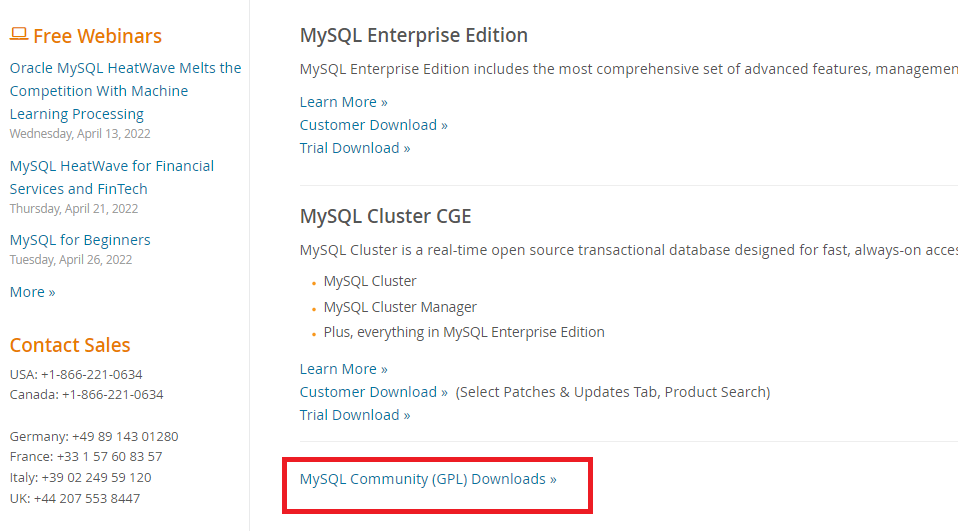 Free Webinars
Oracle MySQL HeatWave Melts the
Competition With Machine
Learning Processing
Wednesday, April 13, 2022
MySQL HeatWave for Financial
Services and FinTech
Thursday, April 21, 2022
MySQL for Beginners
Tuesday, April 26, 2022
More »
Contact Sales
USA: +1-866-221-0634
Canada: +1-866-221-0634
Germany: +49 89 143 01280
France: +33 1 57 60 83 57
Italy: +39 02 249 59 120
UK: +44 207 553 8447
MySQL Enterprise Edition
MySQL Enterprise Edition includes the most comprehensive set of advanced features, managemen
Learn More »
Customer Download »
Trial Download »
MySQL Cluster CGE
MySQL Cluster is a real-time open source transactional database designed for fast, always-on acces
• MySQL Cluster
• MySQL Cluster Manager
• Plus, everything in MySQL Enterprise Edition
Learn More »
Customer Download » (Select Patches & Updates Tab, Product Search)
Trial Download »
MySQL Community (GPL) Downloads »